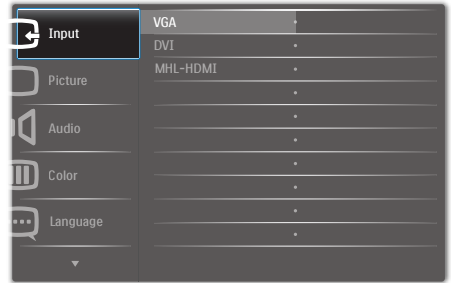 Input
VGA
DVI
MHL-HDMI
Picture
Audio
Color
Language